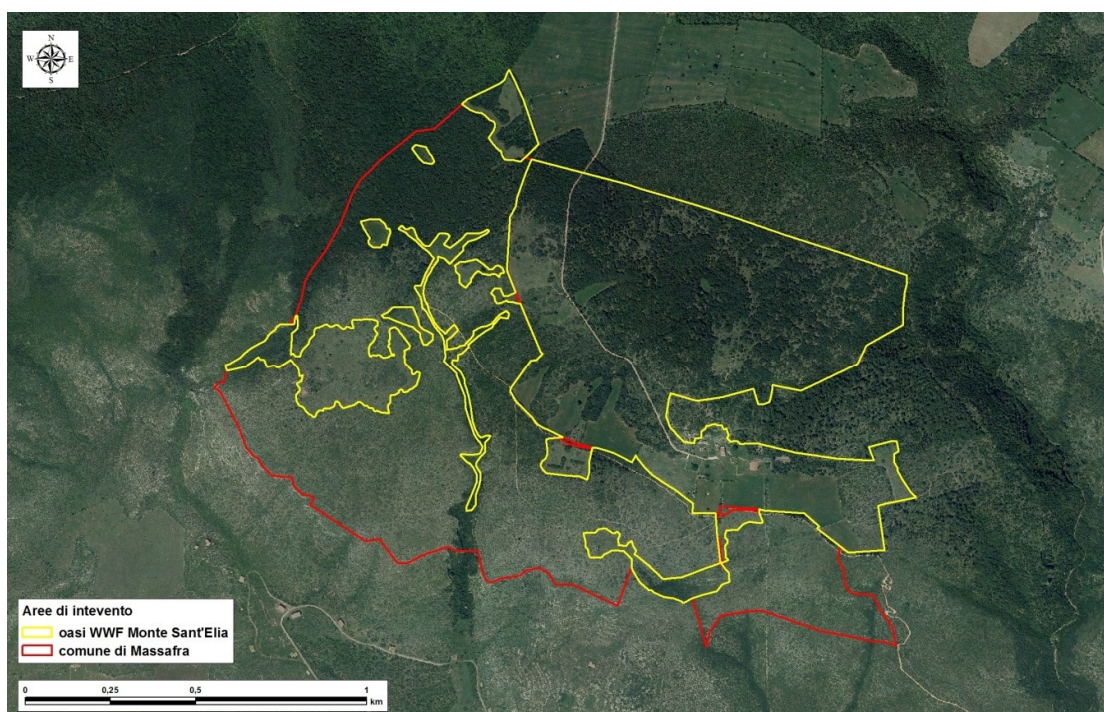 N
W E
S
Aree di intevento
oasi WWF Monte Sant'Elia
comune di Massafra
0 0,25 0,5 1
km